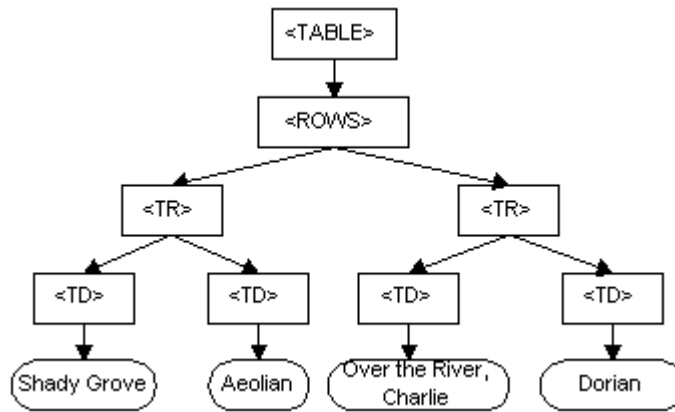 <TABLE>
<ROWS>
<TR>
<TR>
<TD>
<TD>
<TD>
<TD>
Shady Grove
Aeolian
Over the River,
Charlie
Dorian